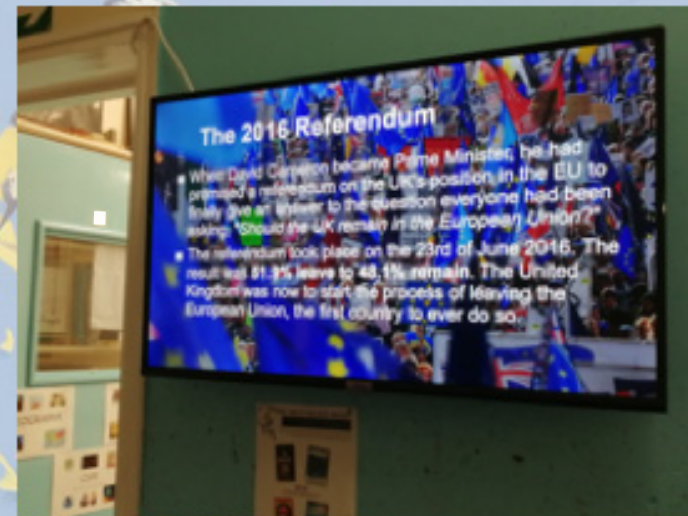 The 2016 Referendum
When David Cameron became Prime Minister, he had
promised a referendum on the UK's position in the EU to
finally give an answer to the question everyone had been
asking: "Should the UK remain in the European Union?"
The referendum took place on the 23rd of June 2016. The
result was 51.9% leave to 48.1% remain. The United
Kingdom was now to start the process of leaving the
European Union, the first country to ever do so.